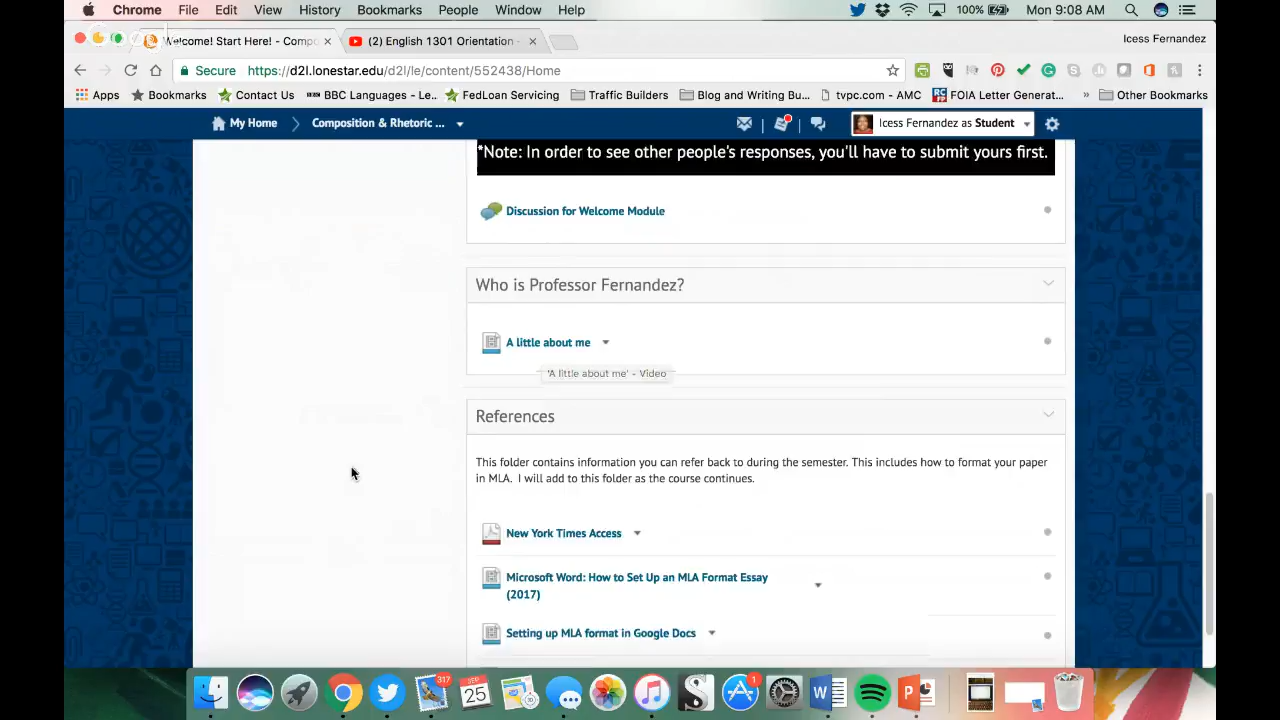 Chrome File Edit View History Bookmarks People Window Help 100% Mon 9:08 AM
Welcome! Start Here! - Compo × (2) English 1301 Orientation - × Icess Fernandez
Secure https://d2l.lonestar.edu/d2l/le/content/552438/Home
Apps Bookmarks Contact Us BBC Languages - Le... FedLoan Servicing Traffic Builders Blog and Writing Bu... tvpc.com - AMC FOIA Letter Generat... » Other Bookmarks
My Home Composition & Rhetoric ... Icess Fernandez as Student
*Note: In order to see other people's responses, you'll have to submit yours first.
Discussion for Welcome Module
Who is Professor Fernandez?
A little about me
'A little about me' - Video
References
This folder contains information you can refer back to during the semester. This includes how to format your paper
in MLA. I will add to this folder as the course continues.
New York Times Access
Microsoft Word: How to Set Up an MLA Format Essay
(2017)
Setting up MLA format in Google Docs
317
SEP
25
1